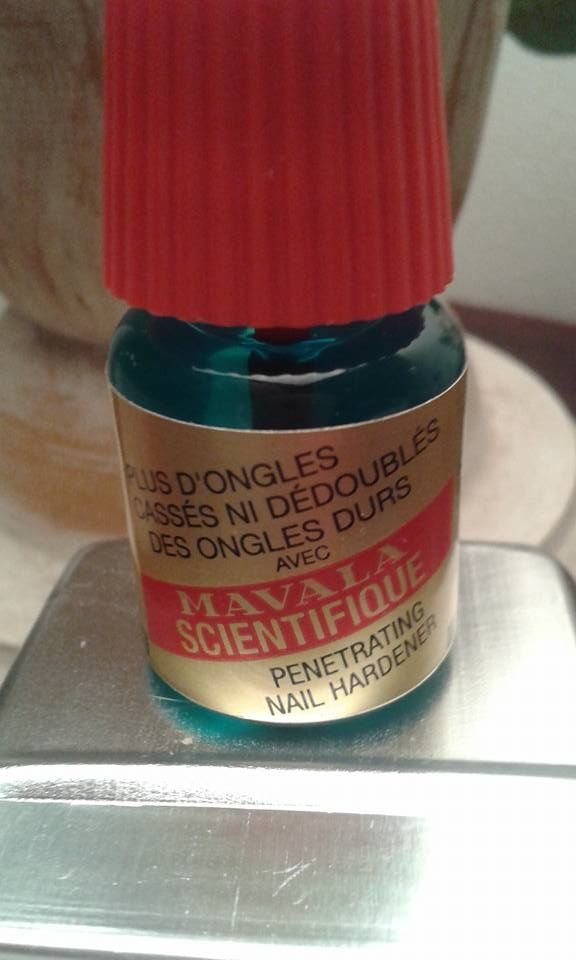 PLUS D'ONGLES
CASSÉS NI DÉDOUBLÉS
DES ONGLES DURS
AVEC
MAVALA
SCIENTIFIQUE
PENETRATING
NAIL HARDENER